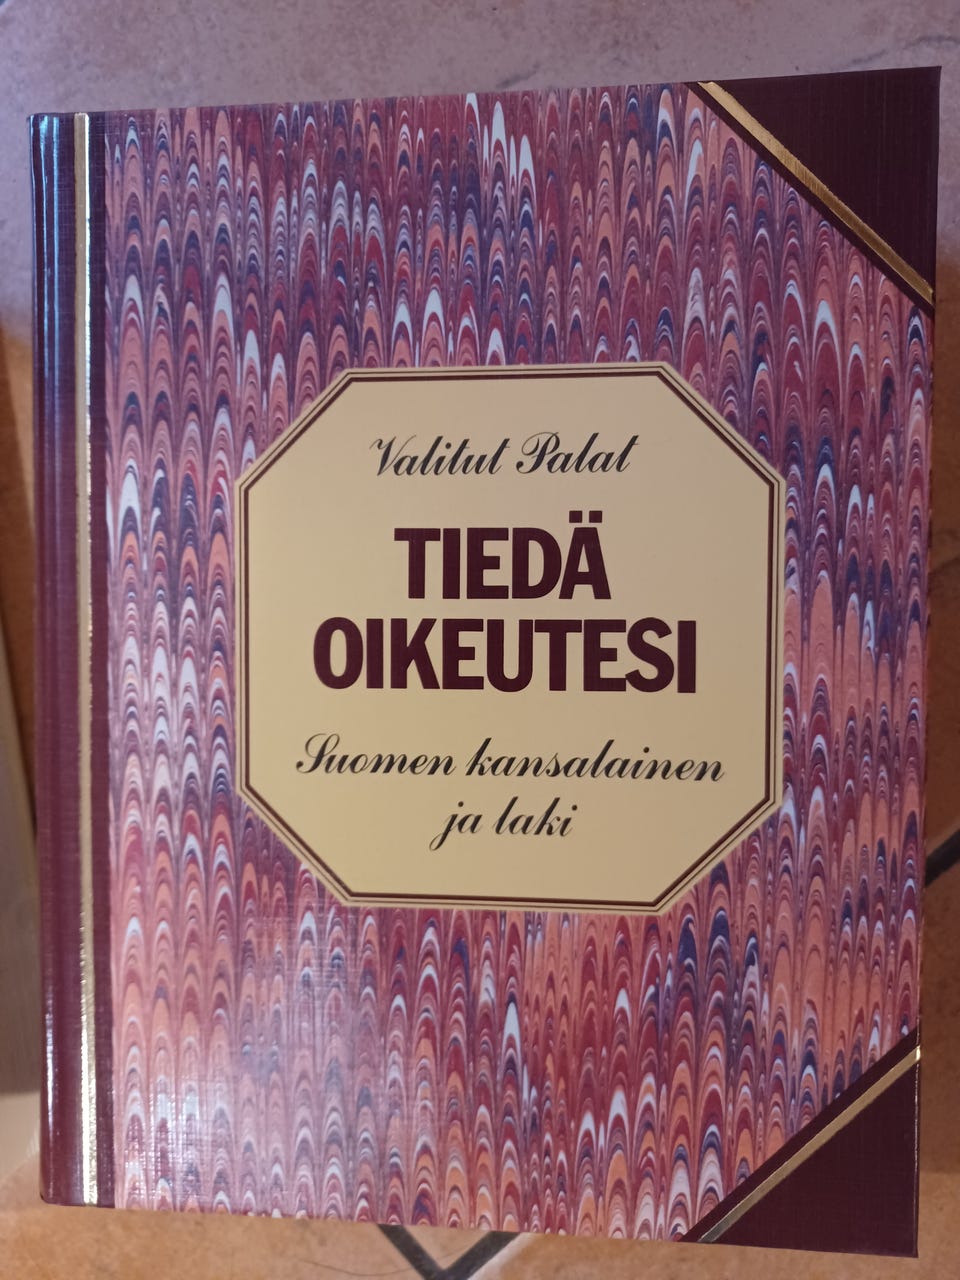 Valitut Palat
TIEDÄ
OIKEUTESI
Suomen kansalainen
ja laki